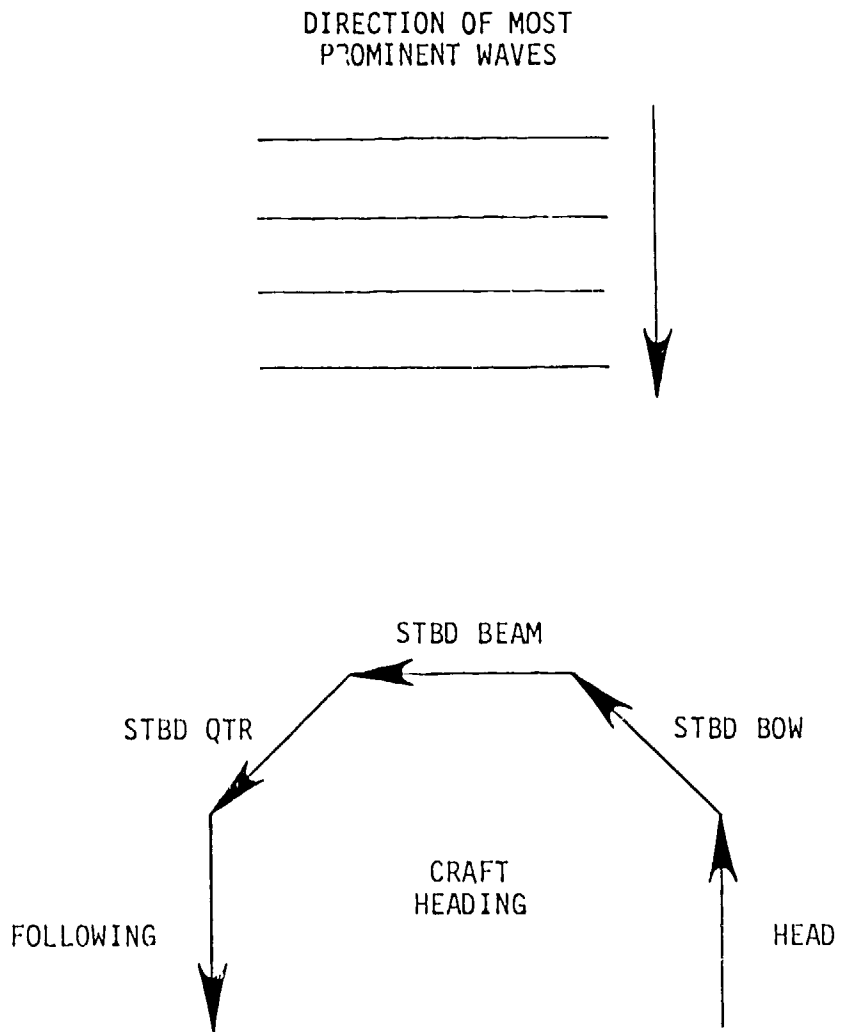 DIRECTION OF MOST
PROMINENT WAVES
STBD BEAM
STBD QTR
STBD BOW
CRAFT
HEADING
FOLLOWING
HEAD